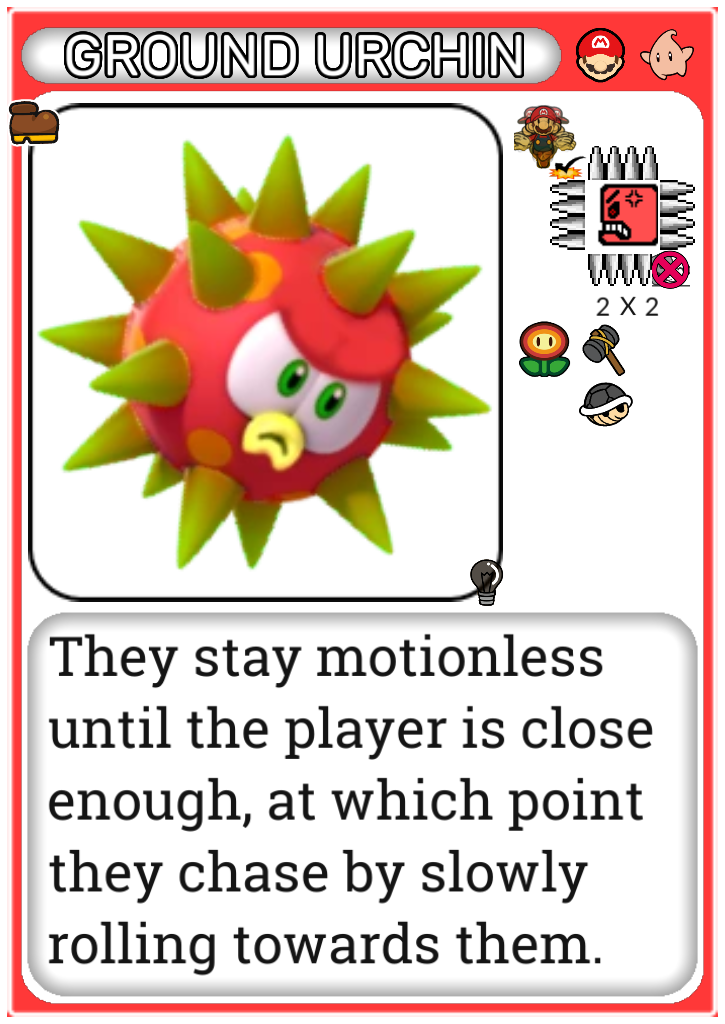 GROUND URCHIN
2 X 2
They stay motionless
until the player is close
enough, at which point
they chase by slowly
rolling towards them.